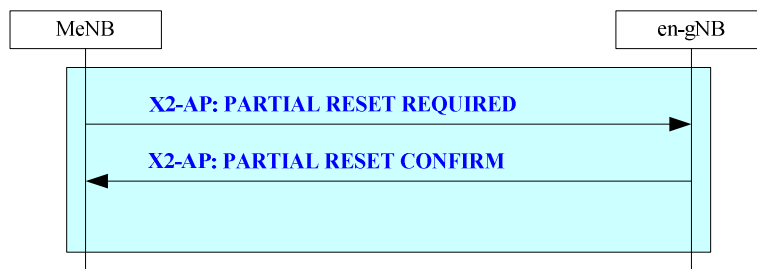 MeNB
en-gNB
X2-AP: PARTIAL RESET REQUIRED
X2-AP: PARTIAL RESET CONFIRM